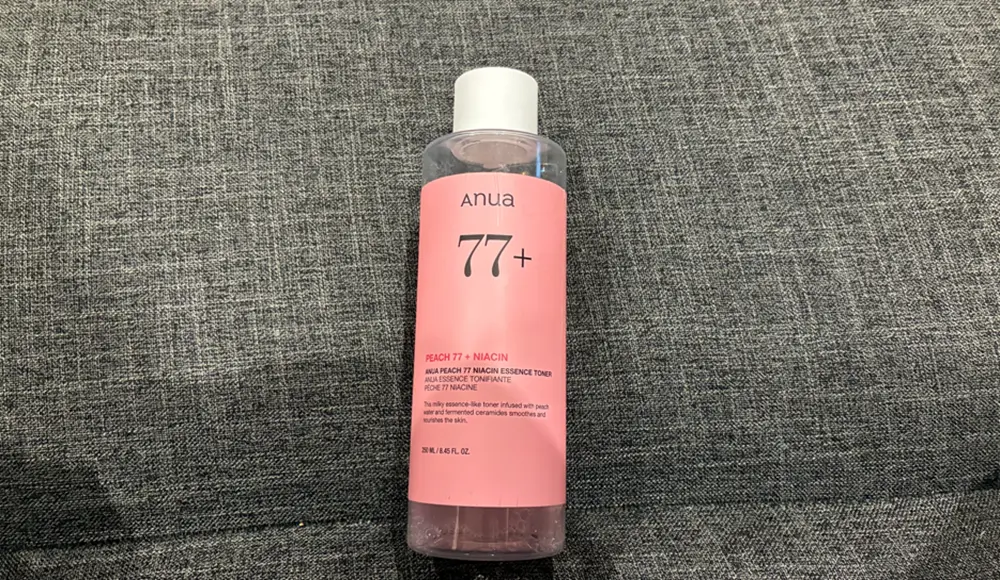 Anua
77+
PEACH 77 + NIACIN
ANUA PEACH 77 NIACIN ESSENCE TONER
ANUA ESSENCE TONIFIANTE
PÊCHE 77 NIACINE
This milky essence-like toner infused with peach
water and fermented ceramides smoothes and
nourishes the skin.
250 ML / 8.45 FL. OZ.